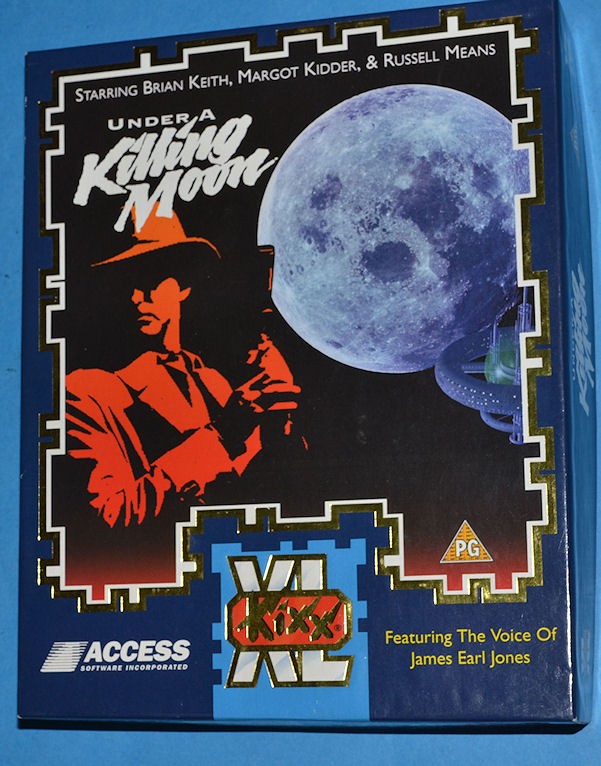 STARRING BRIAN KEITH, MARGOT KIDDER, & RUSSELL MEANS
UNDER A
Killing
Moon
PG
XL
Kixx®
ACCESS
SOFTWARE INCORPORATED
Featuring The Voice Of
James Earl Jones